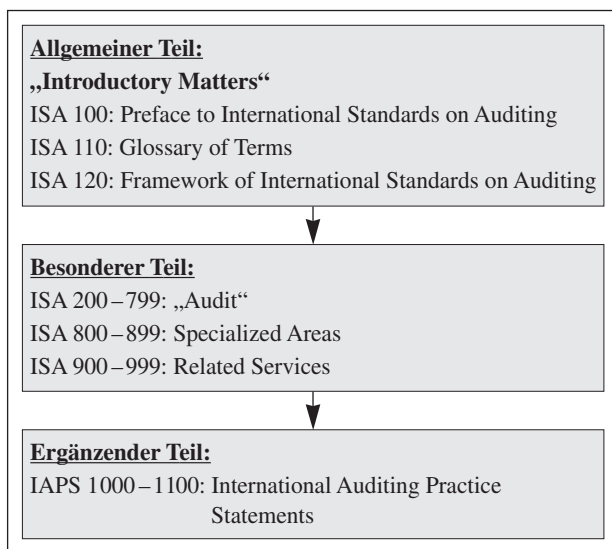 Allgemeiner Teil:
„Introductory Matters“
ISA 100: Preface to International Standards on Auditing
ISA 110: Glossary of Terms
ISA 120: Framework of International Standards on Auditing
Besonderer Teil:
ISA 200–799: „Audit“
ISA 800–899: Specialized Areas
ISA 900–999: Related Services
Ergänzender Teil:
IAPS 1000–1100: International Auditing Practice
Statements